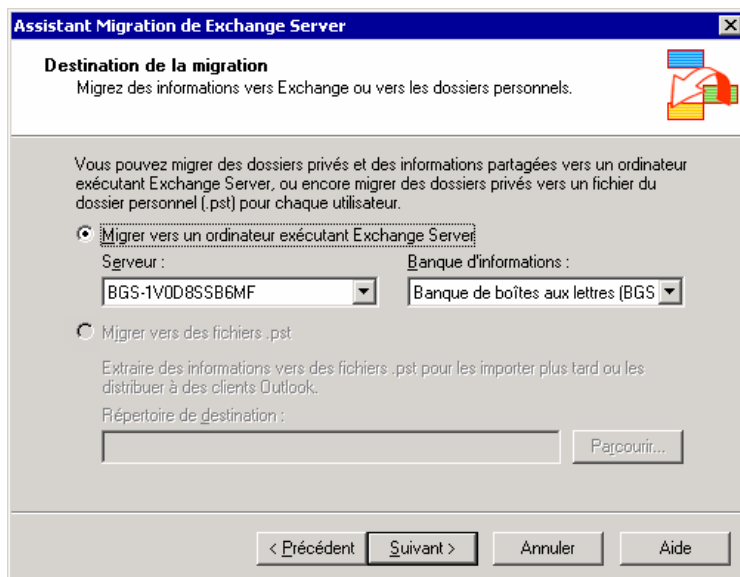 Assistant Migration de Exchange Server
Destination de la migration
Migrez des informations vers Exchange ou vers les dossiers personnels.
Vous pouvez migrer des dossiers privés et des informations partagées vers un ordinateur
exécutant Exchange Server, ou encore migrer des dossiers privés vers un fichier du
dossier personnel (.pst) pour chaque utilisateur.
Migrer vers un ordinateur exécutant Exchange Server
Serveur : Banque d'informations :
BGS-1V0D8SSB6MF Banque de boîtes aux lettres (BGS
Migrer vers des fichiers .pst
Extraire des informations vers des fichiers .pst pour les importer plus tard ou les
distribuer à des clients Outlook.
Répertoire de destination :
Parcourir...
< Précédent Suivant > Annuler Aide